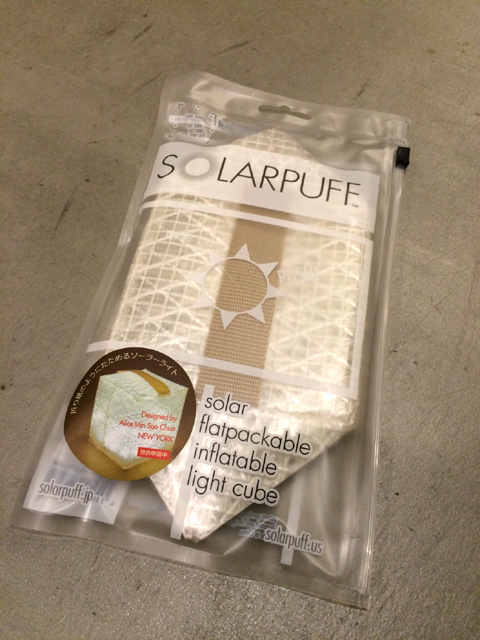 SOLARPUFF™
PUSH
折り紙のようにたためるソーラーライト
Designed by
Alice Min Soo Chun
NEW YORK
特許申請中
solar
flatpackable
inflatable
light cube
solarpuff.jp
solarpuff.us